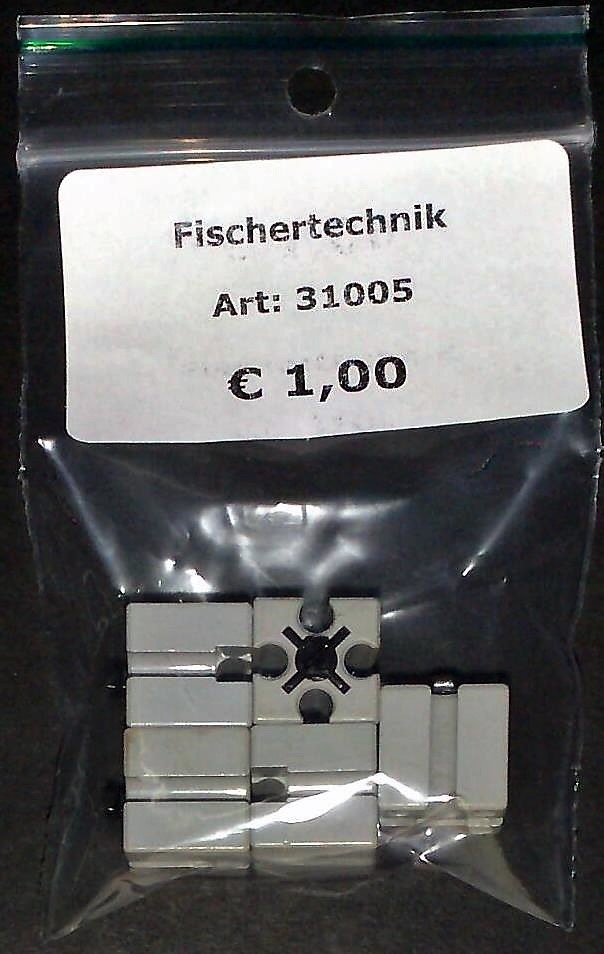 Fischertechnik
Art: 31005
€ 1,00